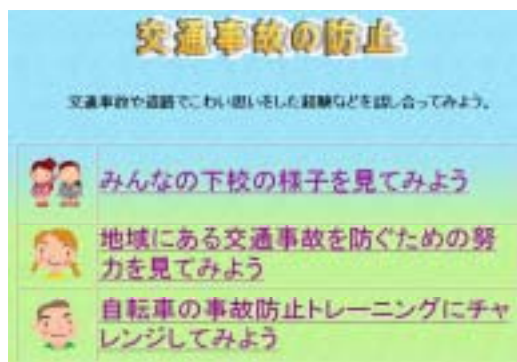 交通事故の防止
交通事故や道路でこわい思いをした経験などを話し合ってみよう。
みんなの下校の様子を見てみよう
地域にある交通事故を防ぐための努
力を見てみよう
自転車の事故防止トレーニングにチャ
レンジしてみよう